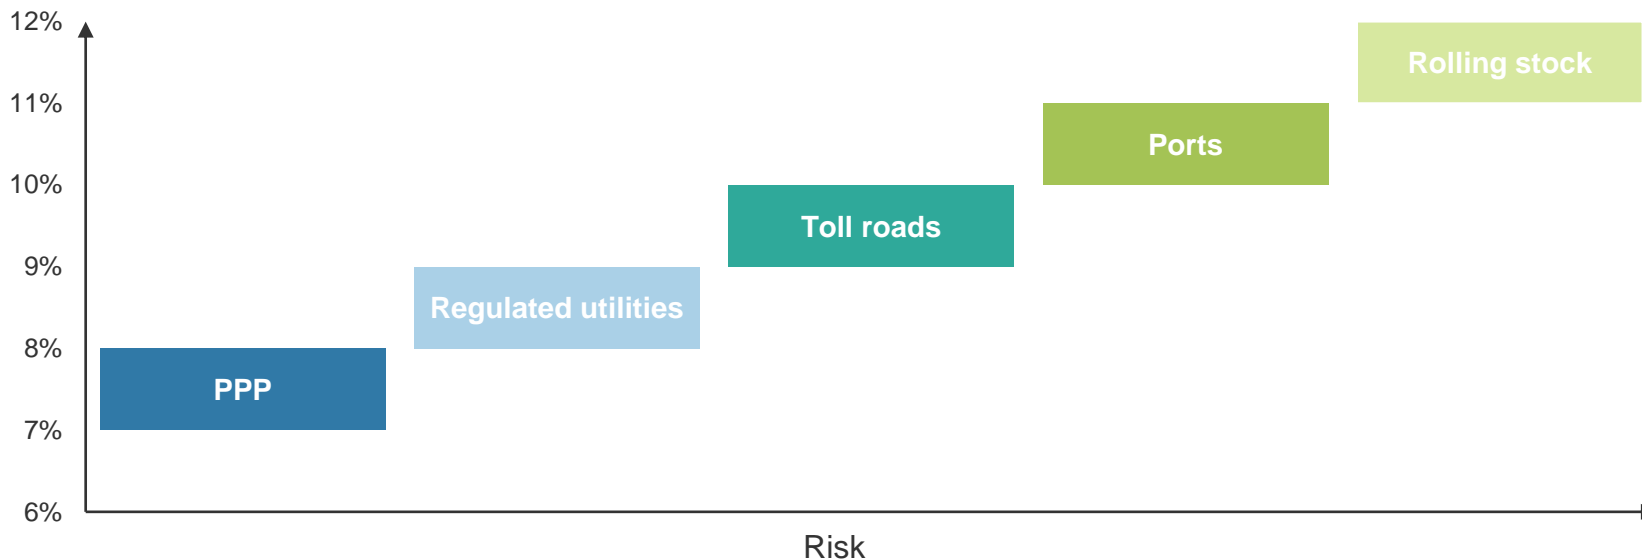 12%
Rolling stock
11%
Ports
10%
Toll roads
9%
Regulated utilities
8%
PPP
7%
6%
Risk